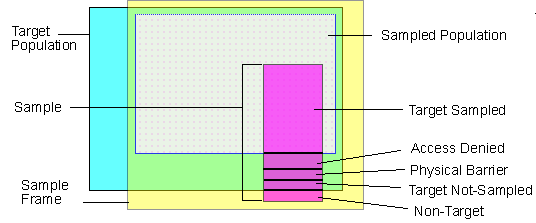 Target
Population
Sampled Population
Sample
Target Sampled
Access Denied
Physical Barrier
Target Not-Sampled
Non-Target
Sample
Frame